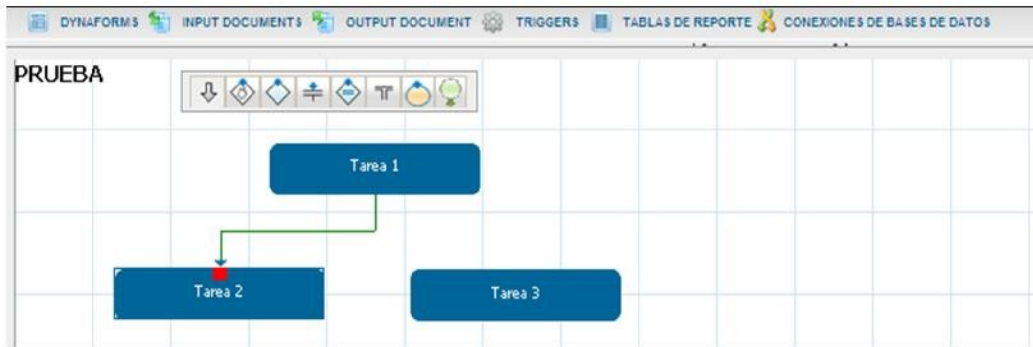 DYNAFORMS INPUT DOCUMENTS OUTPUT DOCUMENT TRIGGERS TABLAS DE REPORTE CONEXIONES DE BASES DE DATOS
PRUEBA
Tarea 1
Tarea 2 Tarea 3